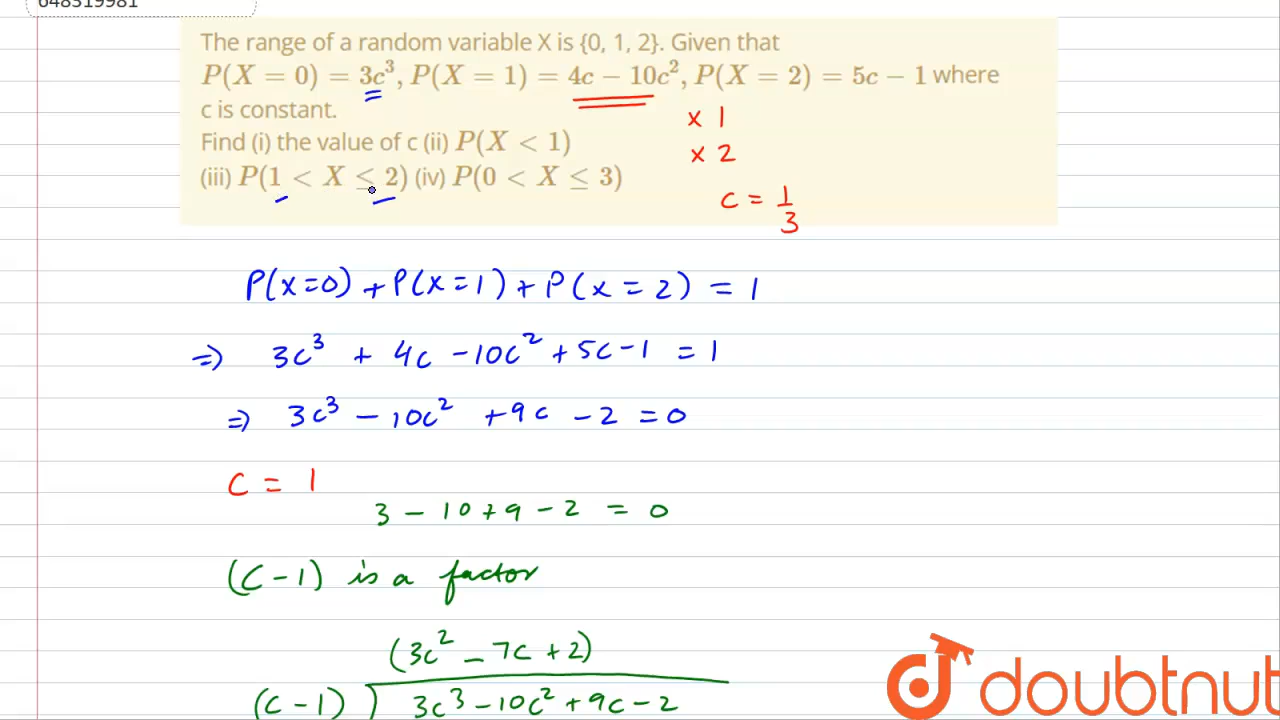 648319981
The range of a random variable X is {0, 1, 2}. Given that
P(X = 0) = 3c³, P(X = 1) = 4c − 10c², P(X = 2) = 5c − 1 where
c is constant.
Find (i) the value of c (ii) P(X < 1)
(iii) P(1 < X ≤ 2) (iv) P(0 < X ≤ 3)
x 1
x 2
c = 1/3
P(x=0) + P(x=1) + P(x=2) = 1
=> 3c³ + 4c − 10c² + 5c − 1 = 1
=> 3c³ − 10c² + 9c − 2 = 0
C = 1
3 − 10 + 9 − 2 = 0
(C − 1) is a factor
(3c² − 7c + 2)
(c − 1) ) 3c³ − 10c² + 9c − 2
doubtnut